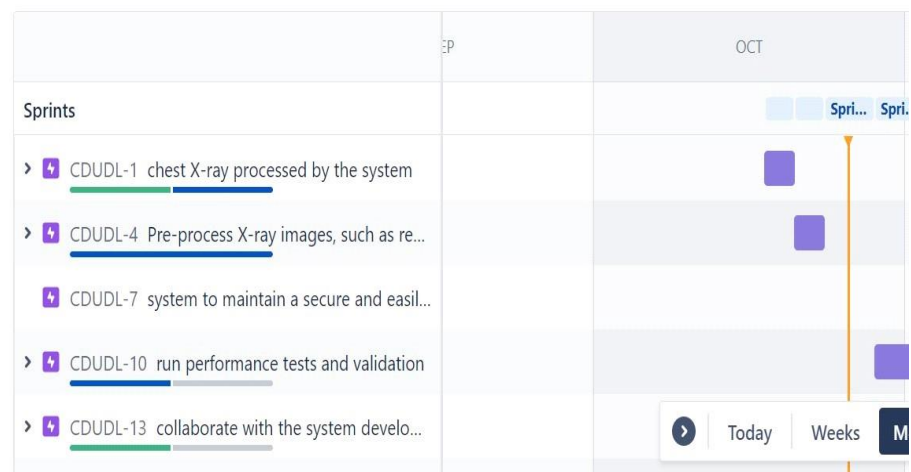 EP
OCT
Sprints
Spri... Spri.
CDUDL-1 chest X-ray processed by the system
CDUDL-4 Pre-process X-ray images, such as re...
CDUDL-7 system to maintain a secure and easil...
CDUDL-10 run performance tests and validation
CDUDL-13 collaborate with the system develo...
Today Weeks M